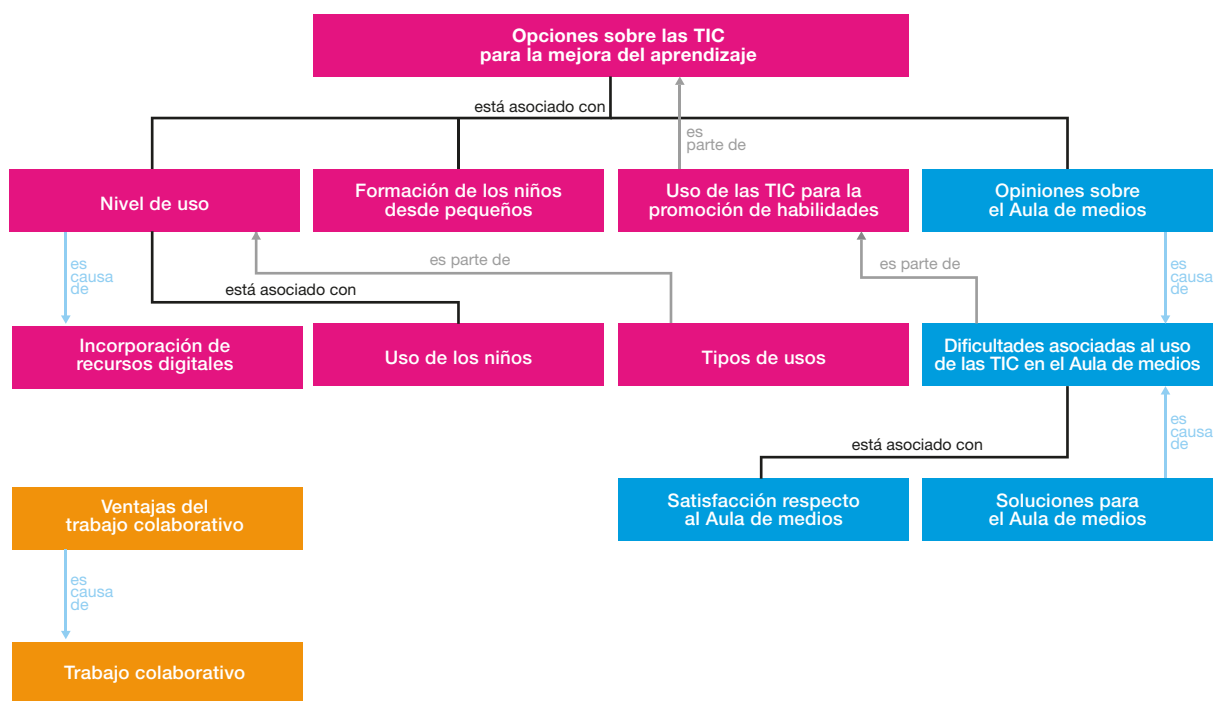 Opciones sobre las TIC
para la mejora del aprendizaje
está asociado con
es
parte de
Nivel de uso
Formación de los niños
desde pequeños
Uso de las TIC para la
promoción de habilidades
Opiniones sobre
el Aula de medios
es
causa
de
está asociado con
es parte de
es parte de
es
causa
de
Incorporación de
recursos digitales
Uso de los niños
Tipos de usos
Dificultades asociadas al uso
de las TIC en el Aula de medios
está asociado con
es
causa
de
Ventajas del
trabajo colaborativo
Satisfacción respecto
al Aula de medios
Soluciones para
el Aula de medios
es
causa
de
Trabajo colaborativo